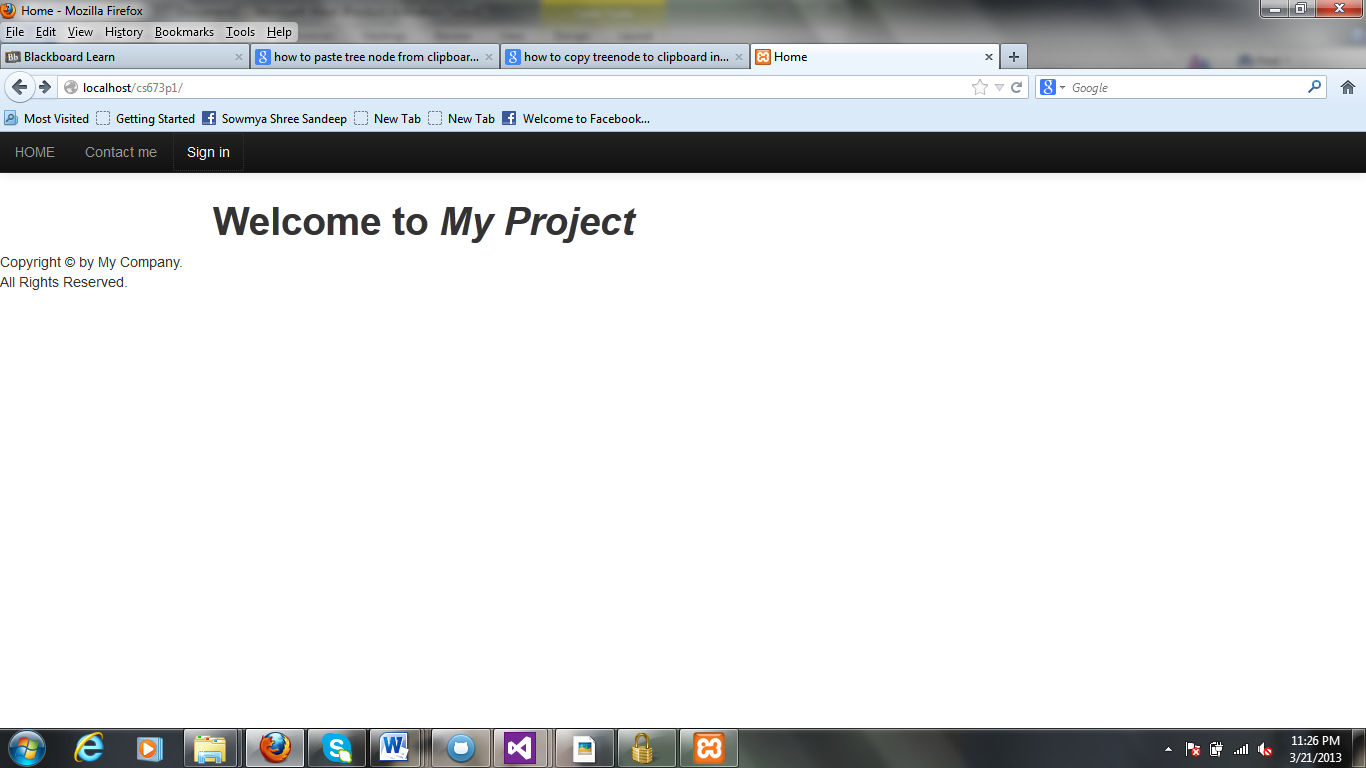 Home - Mozilla Firefox
File Edit View History Bookmarks Tools Help
Blackboard Learn how to paste tree node from clipboar... how to copy treenode to clipboard in... Home
localhost/cs673p1/ Google
Most Visited Getting Started Sowmya Shree Sandeep New Tab New Tab Welcome to Facebook...
HOME Contact me Sign in
Welcome to My Project
Copyright © by My Company.
All Rights Reserved.
11:26 PM
3/21/2013